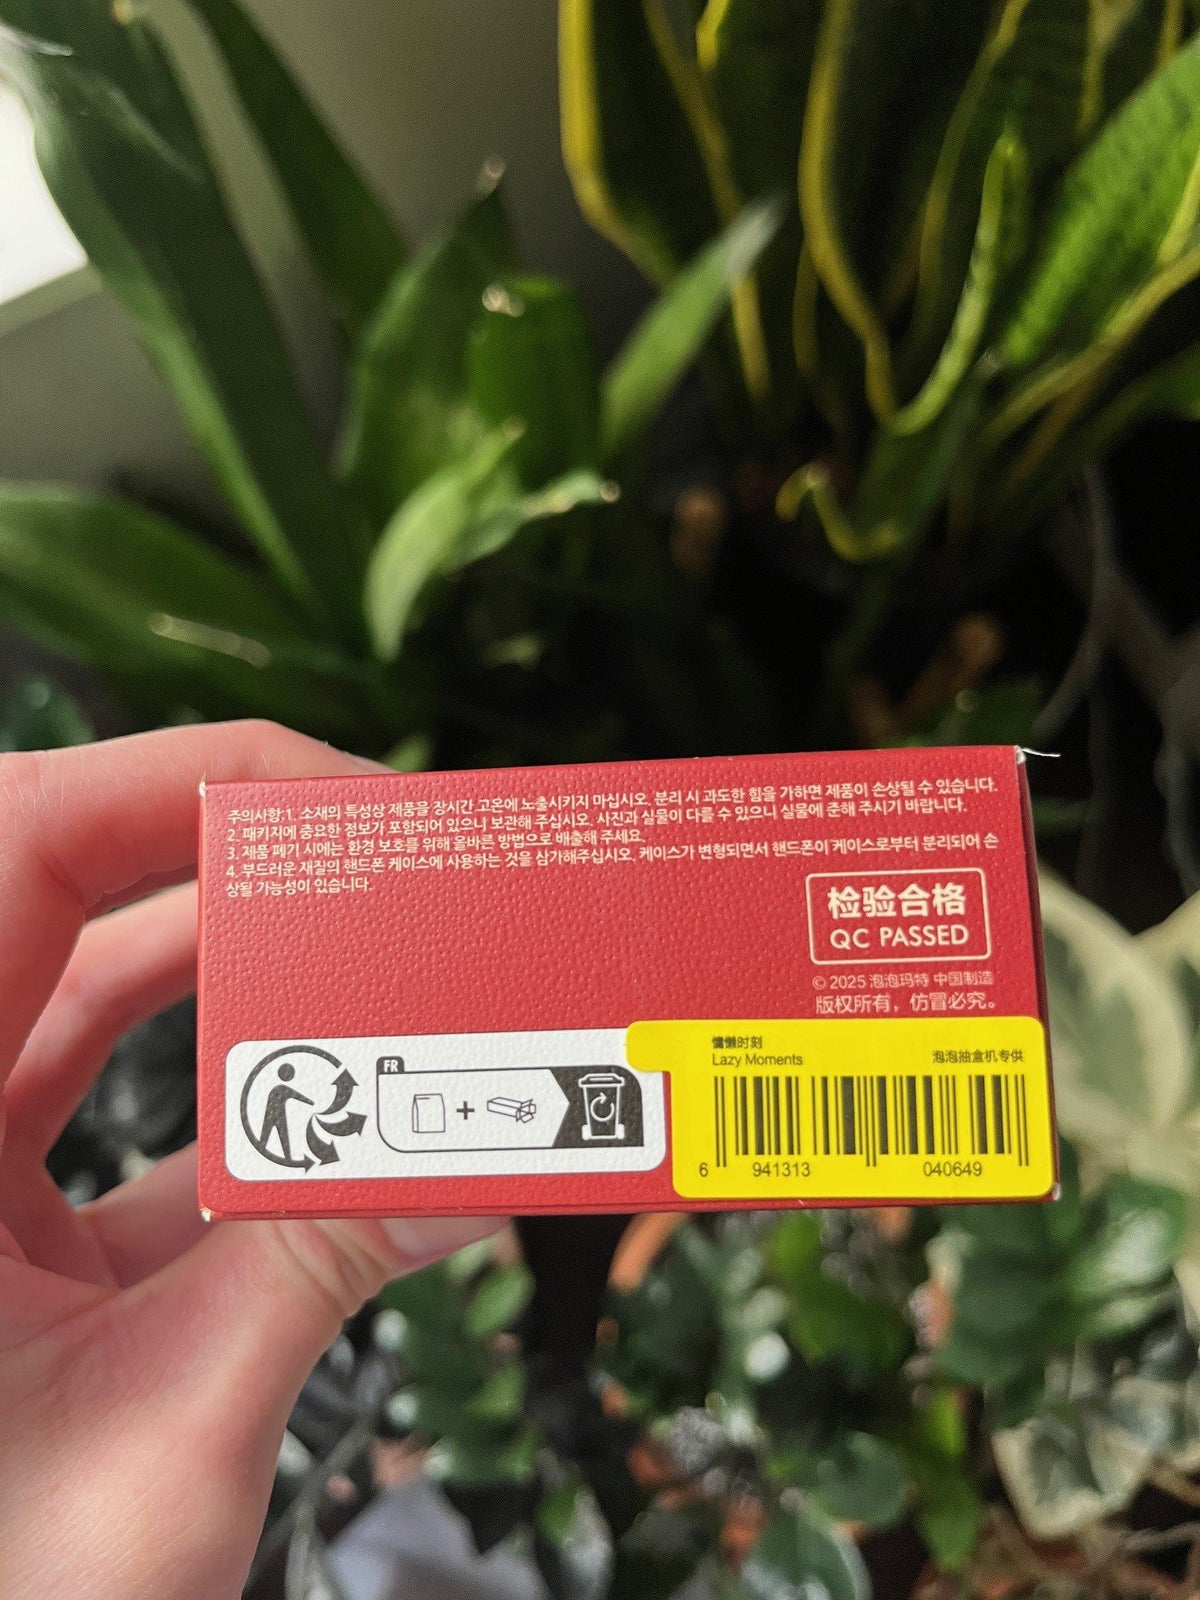 주의사항:1. 소재의 특성상 제품을 장시간 고온에 노출시키지 마십시오. 분리 시 과도한 힘을 가하면 제품이 손상될 수 있습니다.
2. 패키지에 중요한 정보가 포함되어 있으니 보관해 주십시오. 사진과 실물이 다를 수 있으니 실물에 준해 주시기 바랍니다.
3. 제품 폐기 시에는 환경 보호를 위해 올바른 방법으로 배출해 주세요.
4. 부드러운 재질의 핸드폰 케이스에 사용하는 것을 삼가해주십시오. 케이스가 변형되면서 핸드폰이 케이스로부터 분리되어 손
상될 가능성이 있습니다.
检验合格
QC PASSED
© 2025 泡泡玛特 中国制造
版权所有，仿冒必究。
FR
+
慵懒时刻
Lazy Moments
泡泡抽盒机专供
6 941313 040649